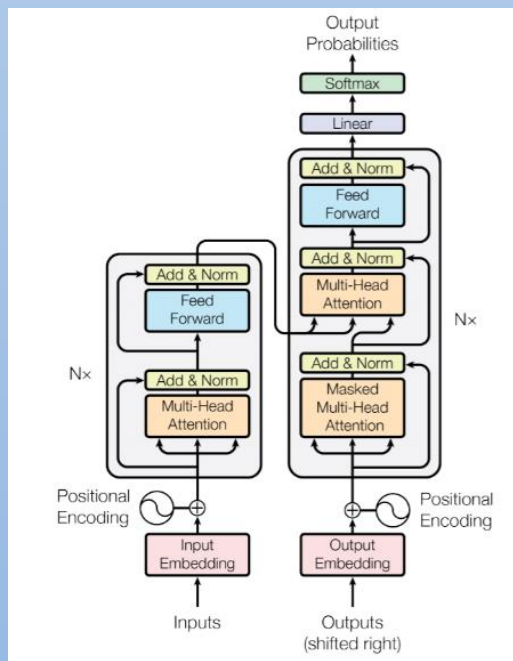 Output
Probabilities
Softmax
Linear
Add & Norm
Feed
Forward
Add & Norm
Multi-Head
Attention
Add & Norm
Masked
Multi-Head
Attention
N×
Add & Norm
Feed
Forward
Add & Norm
Multi-Head
Attention
N×
Positional
Encoding
Positional
Encoding
Input
Embedding
Output
Embedding
Inputs
Outputs
(shifted right)